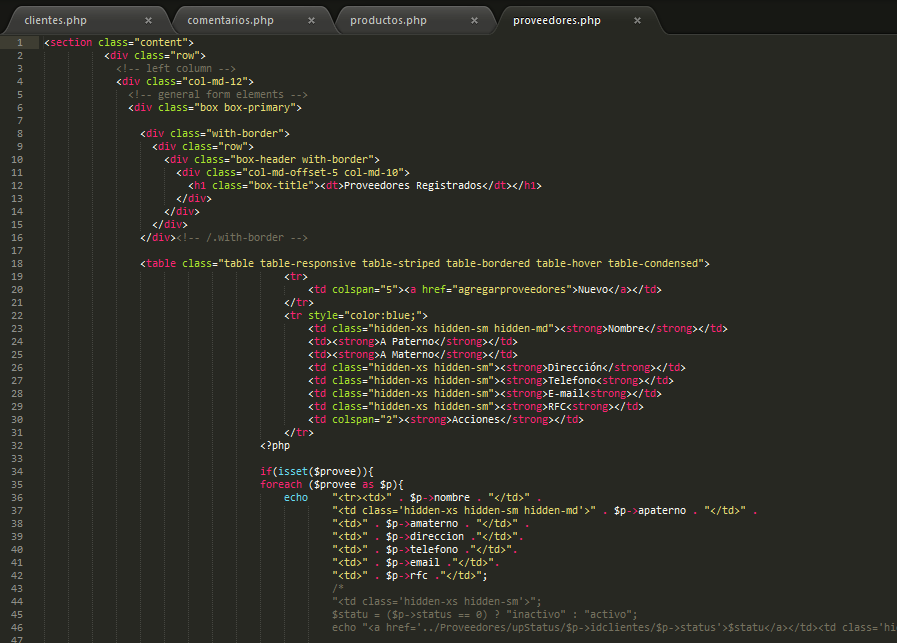 clientes.php × comentarios.php × productos.php × proveedores.php ×
1 <section class="content">
2 <div class="row">
3 <!-- left column -->
4 <div class="col-md-12">
5 <!-- general form elements -->
6 <div class="box box-primary">
7
8 <div class="with-border">
9 <div class="row">
10 <div class="box-header with-border">
11 <div class="col-md-offset-5 col-md-10">
12 <h1 class="box-title"><dt>Proveedores Registrados</dt></h1>
13 </div>
14 </div>
15 </div>
16 </div><!-- /.with-border -->
17
18 <table class="table table-responsive table-striped table-bordered table-hover table-condensed">
19 <tr>
20 <td colspan="5"><a href="agregarproveedores">Nuevo</a></td>
21 </tr>
22 <tr style="color:blue;">
23 <td class="hidden-xs hidden-sm hidden-md"><strong>Nombre</strong></td>
24 <td><strong>A Paterno</strong></td>
25 <td><strong>A Materno</strong></td>
26 <td class="hidden-xs hidden-sm"><strong>Dirección</strong></td>
27 <td class="hidden-xs hidden-sm"><strong>Telefono<strong></td>
28 <td class="hidden-xs hidden-sm"><strong>E-mail<strong></td>
29 <td class="hidden-xs hidden-sm"><strong>RFC<strong></td>
30 <td colspan="2"><strong>Acciones</strong></td>
31 </tr>
32 <?php
33
34 if(isset($provee)){
35 foreach ($provee as $p){
36 echo "<tr><td>" . $p->nombre . "</td>" .
37 "<td class='hidden-xs hidden-sm hidden-md'>" . $p->apaterno . "</td>" .
38 "<td>" . $p->amaterno . "</td>" .
39 "<td>" . $p->direccion ."</td>".
40 "<td>" . $p->telefono ."</td>".
41 "<td>" . $p->email ."</td>".
42 "<td>" . $p->rfc ."</td>";
43 /*
44 "<td class='hidden-xs hidden-sm'>";
45 $statu = ($p->status == 0) ? "inactivo" : "activo";
46 echo "<a href='../Proveedores/upStatus/$p->idclientes/$p->status'>$statu</a></td><td class='hi
47